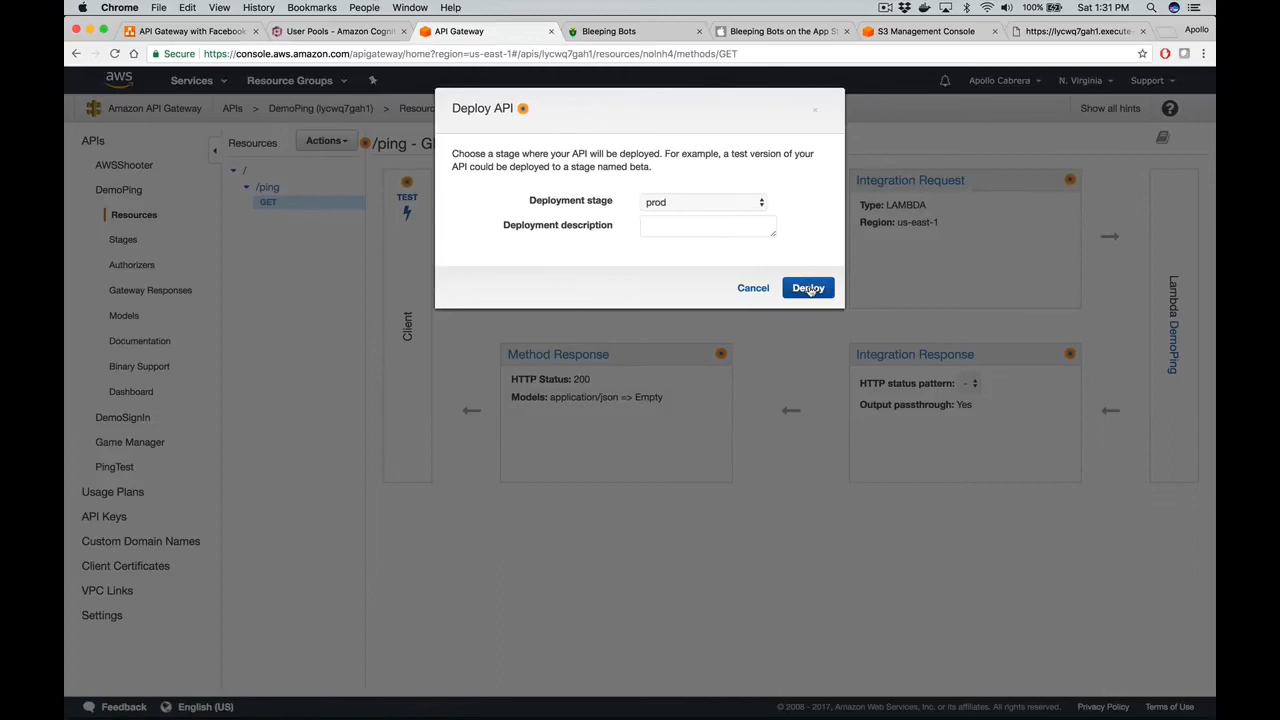 Chrome File Edit View History Bookmarks People Window Help 100% Sat 1:31 PM
API Gateway with Facebook User Pools - Amazon Cogni API Gateway Bleeping Bots Bleeping Bots on the App S S3 Management Console https://lycwq7gah1.execute- Apollo
Secure https://console.aws.amazon.com/apigateway/home?region=us-east-1#/apis/lycwq7gah1/resources/nolnh4/methods/GET
aws Services Resource Groups Apollo Cabrera N. Virginia Support
Amazon API Gateway APIs > DemoPing (lycwq7gah1) > Resourc Show all hints
Deploy API
Choose a stage where your API will be deployed. For example, a test version of your
API could be deployed to a stage named beta.
Deployment stage prod
Deployment description
Cancel Deploy
APIs
AWSShooter
DemoPing
Resources
Stages
Authorizers
Gateway Responses
Models
Documentation
Binary Support
Dashboard
DemoSignIn
Game Manager
PingTest
Usage Plans
API Keys
Custom Domain Names
Client Certificates
VPC Links
Settings
Resources Actions
/
/ping
GET
/ping - G
TEST
Client
Integration Request
Type: LAMBDA
Region: us-east-1
Method Response
HTTP Status: 200
Models: application/json => Empty
Integration Response
HTTP status pattern: -
Output passthrough: Yes
Lambda DemoPing
Feedback English (US) © 2008 - 2017, Amazon Web Services, Inc. or its affiliates. All rights reserved. Privacy Policy Terms of Use